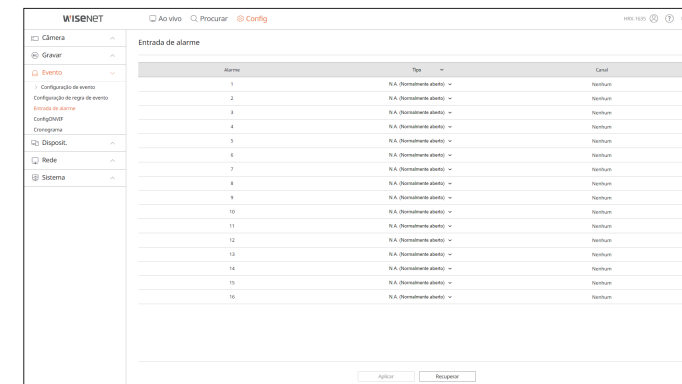 WISENET
Ao vivo Procurar Config HRX-1635 ?
Câmera
Gravar
Evento
> Configuração de evento
Configuração de regra de evento
Entrada de alarme
ConfigONVIF
Cronograma
Disposit.
Rede
Sistema
Entrada de alarme
Alarme Tipo Canal
1 N.A. (Normalmente aberto) Nenhum
2 N.A. (Normalmente aberto) Nenhum
3 N.A. (Normalmente aberto) Nenhum
4 N.A. (Normalmente aberto) Nenhum
5 N.A. (Normalmente aberto) Nenhum
6 N.A. (Normalmente aberto) Nenhum
7 N.A. (Normalmente aberto) Nenhum
8 N.A. (Normalmente aberto) Nenhum
9 N.A. (Normalmente aberto) Nenhum
10 N.A. (Normalmente aberto) Nenhum
11 N.A. (Normalmente aberto) Nenhum
12 N.A. (Normalmente aberto) Nenhum
13 N.A. (Normalmente aberto) Nenhum
14 N.A. (Normalmente aberto) Nenhum
15 N.A. (Normalmente aberto) Nenhum
16 N.A. (Normalmente aberto) Nenhum
Aplicar Recuperar